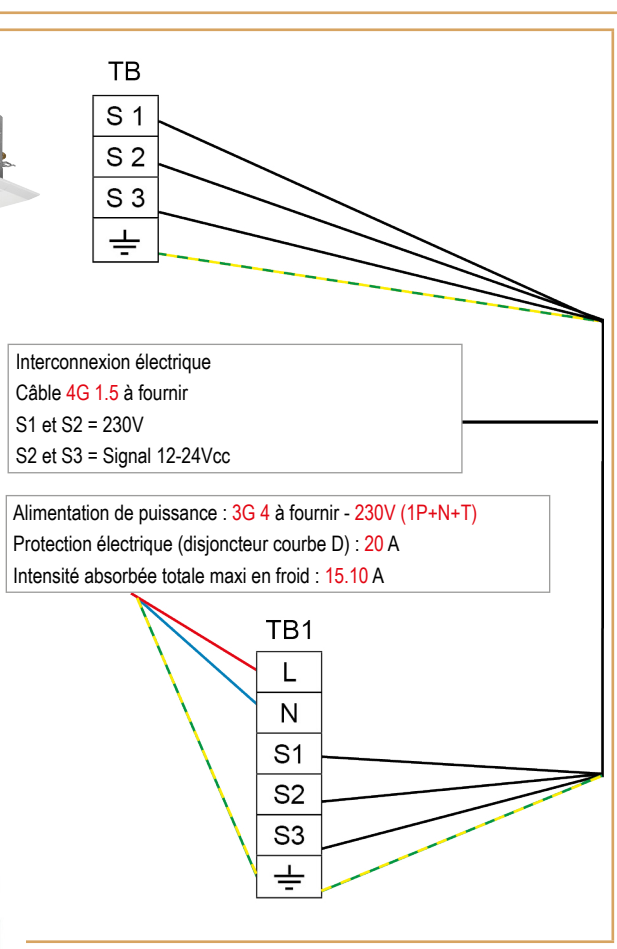 TB
S 1
S 2
S 3
Interconnexion électrique
Câble 4G 1.5 à fournir
S1 et S2 = 230V
S2 et S3 = Signal 12-24Vcc
Alimentation de puissance : 3G 4 à fournir - 230V (1P+N+T)
Protection électrique (disjoncteur courbe D) : 20 A
Intensité absorbée totale maxi en froid : 15.10 A
TB1
L
N
S1
S2
S3